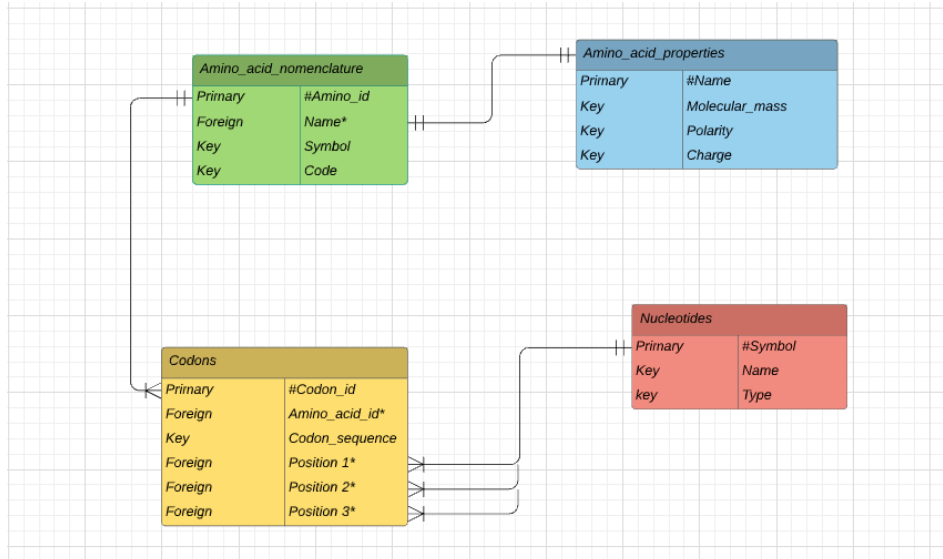 Amino_acid_nomenclature
Primary #Amino_id
Foreign Name*
Key Symbol
Key Code
Amino_acid_properties
Primary #Name
Key Molecular_mass
Key Polarity
Key Charge
Codons
Primary #Codon_id
Foreign Amino_acid_id*
Key Codon_sequence
Foreign Position 1*
Foreign Position 2*
Foreign Position 3*
Nucleotides
Primary #Symbol
Key Name
key Type